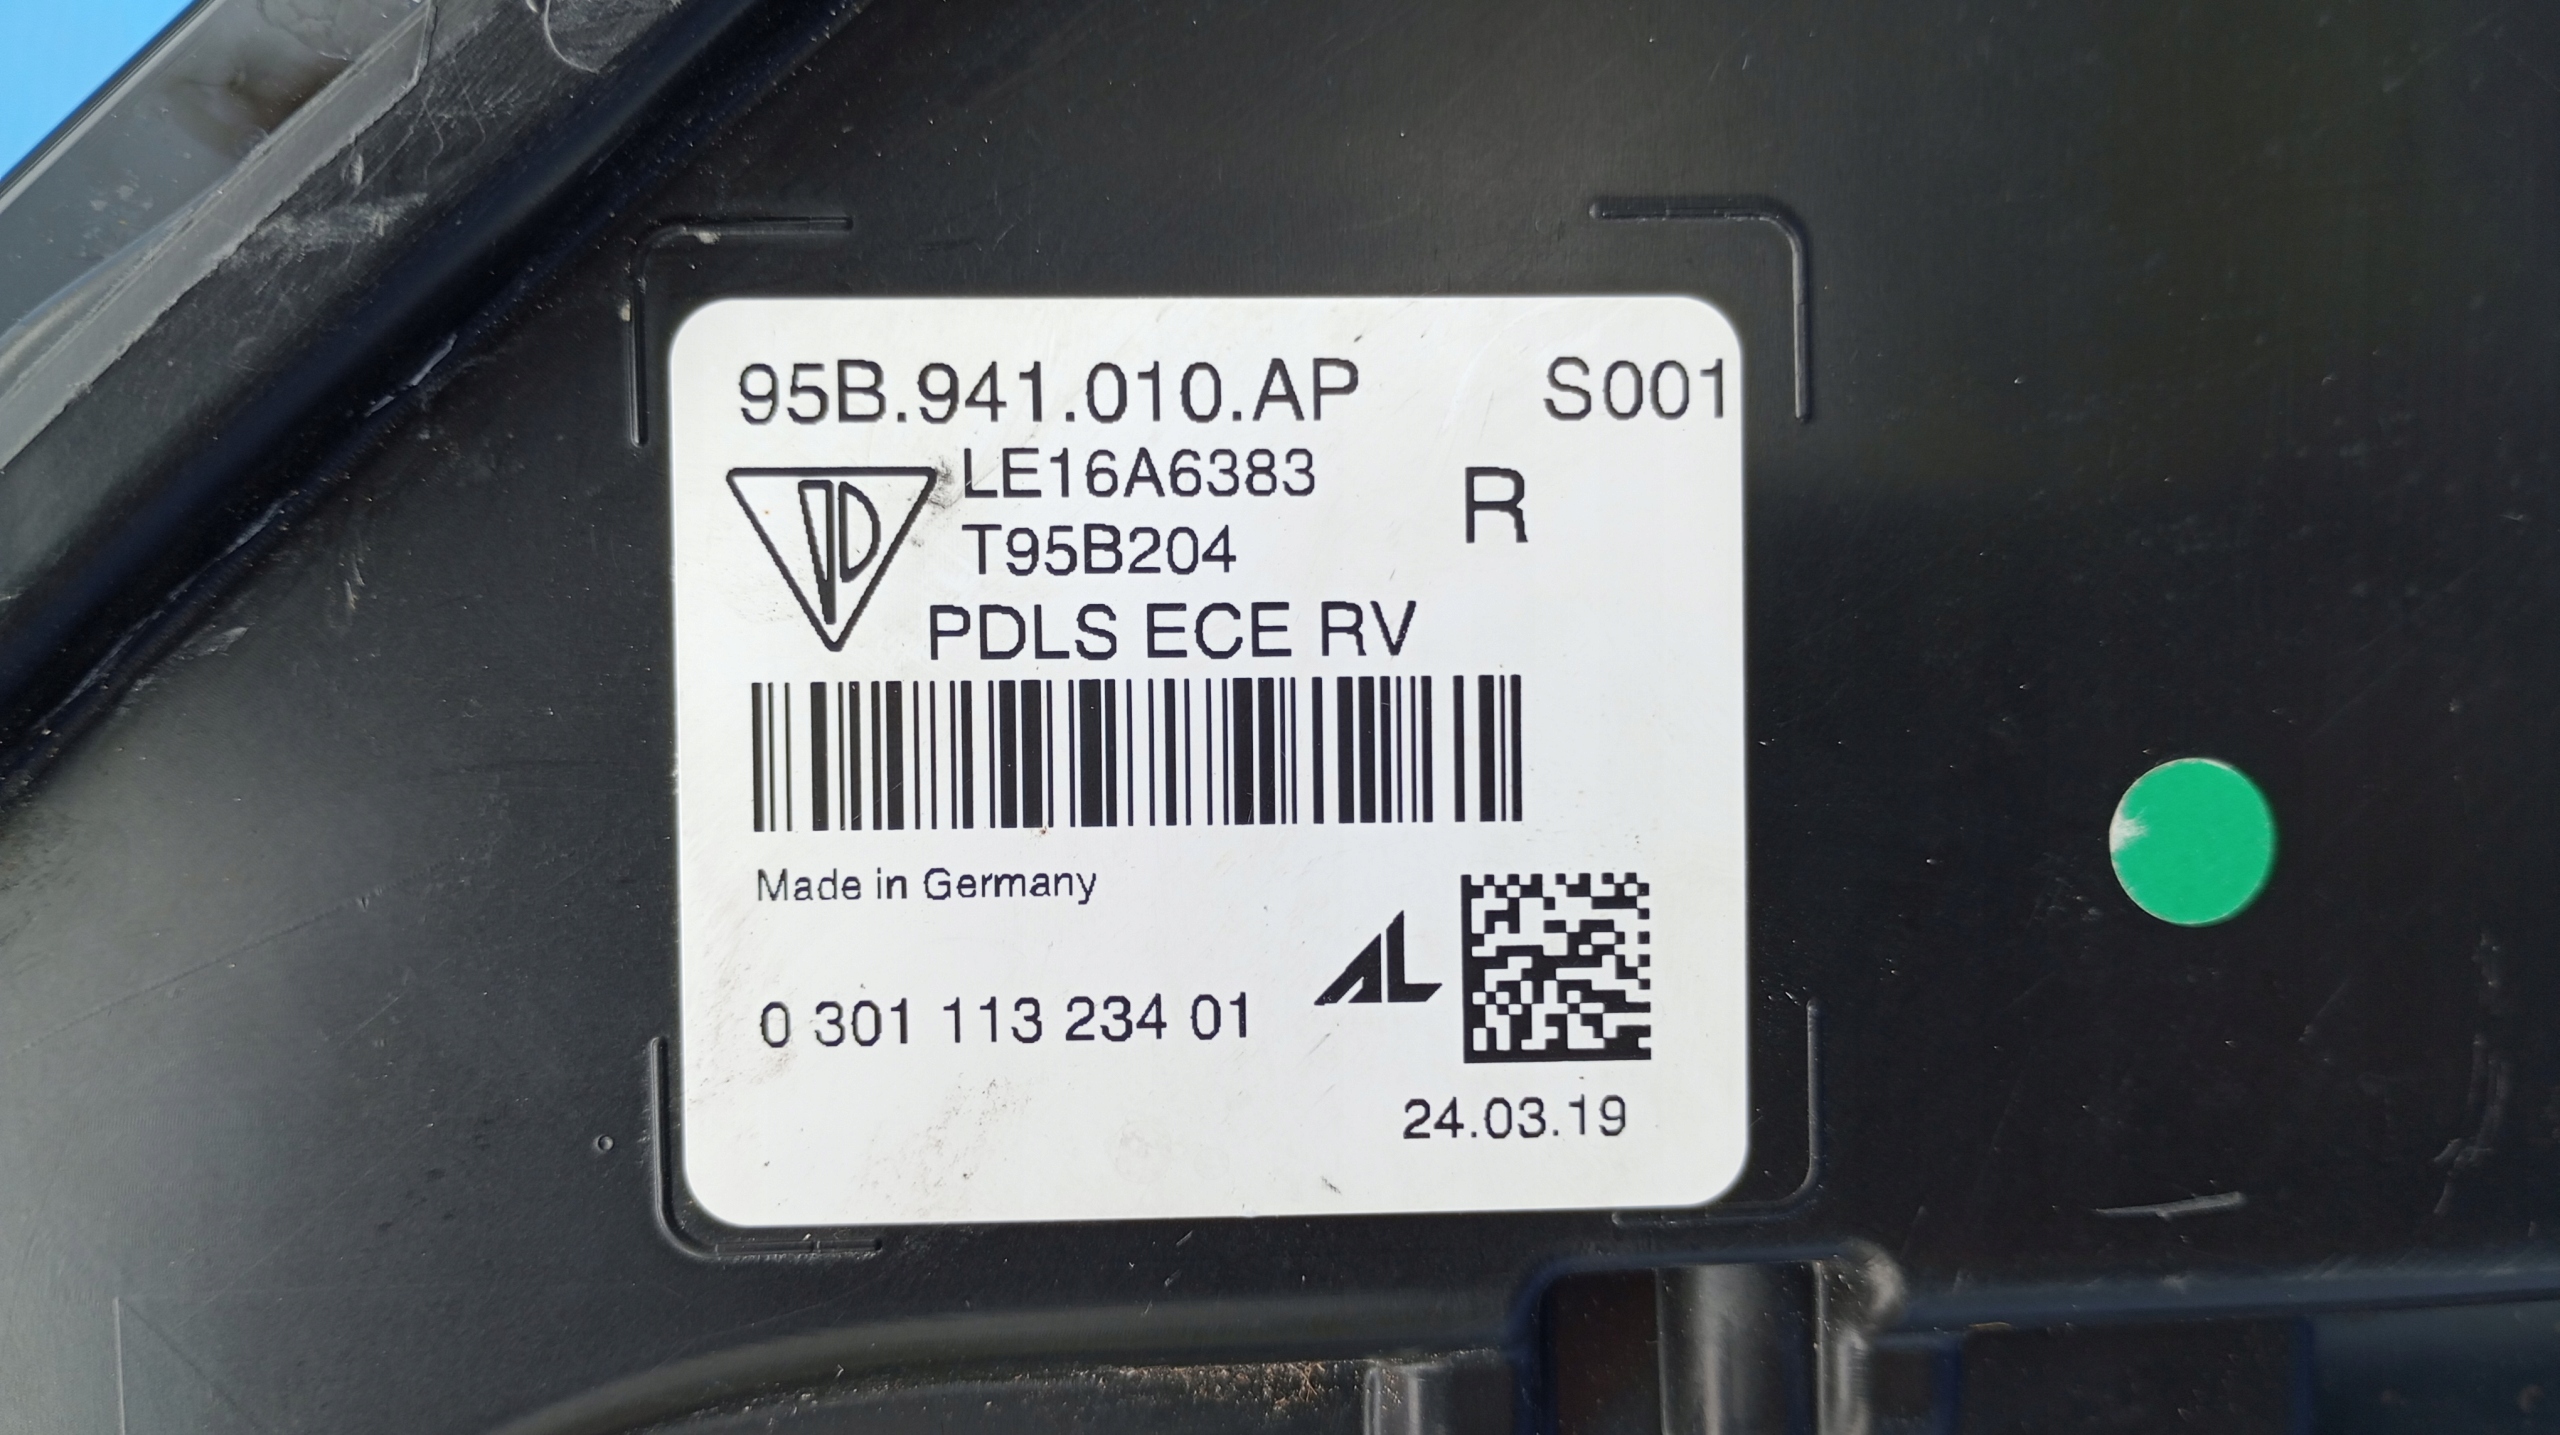 95B.941.010.AP S001
LE16A6383
T95B204 R
PDLS ECE RV
Made in Germany
AL
0 301 113 234 01
24.03.19